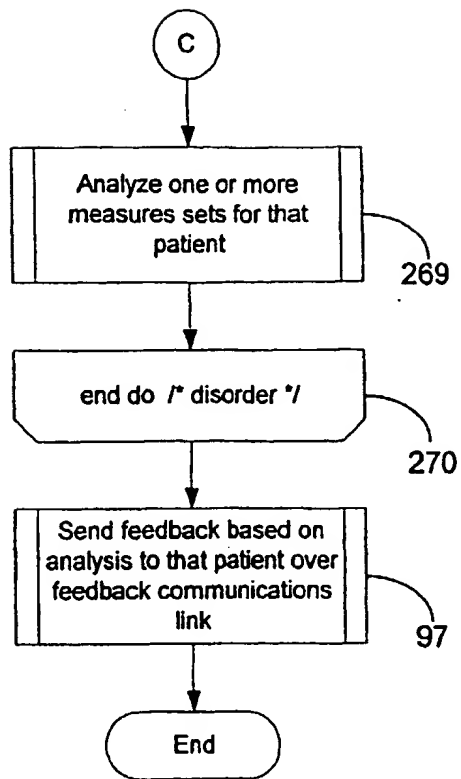 C
Analyze one or more
measures sets for that
patient
269
end do /* disorder */
270
Send feedback based on
analysis to that patient over
feedback communications
link
97
End